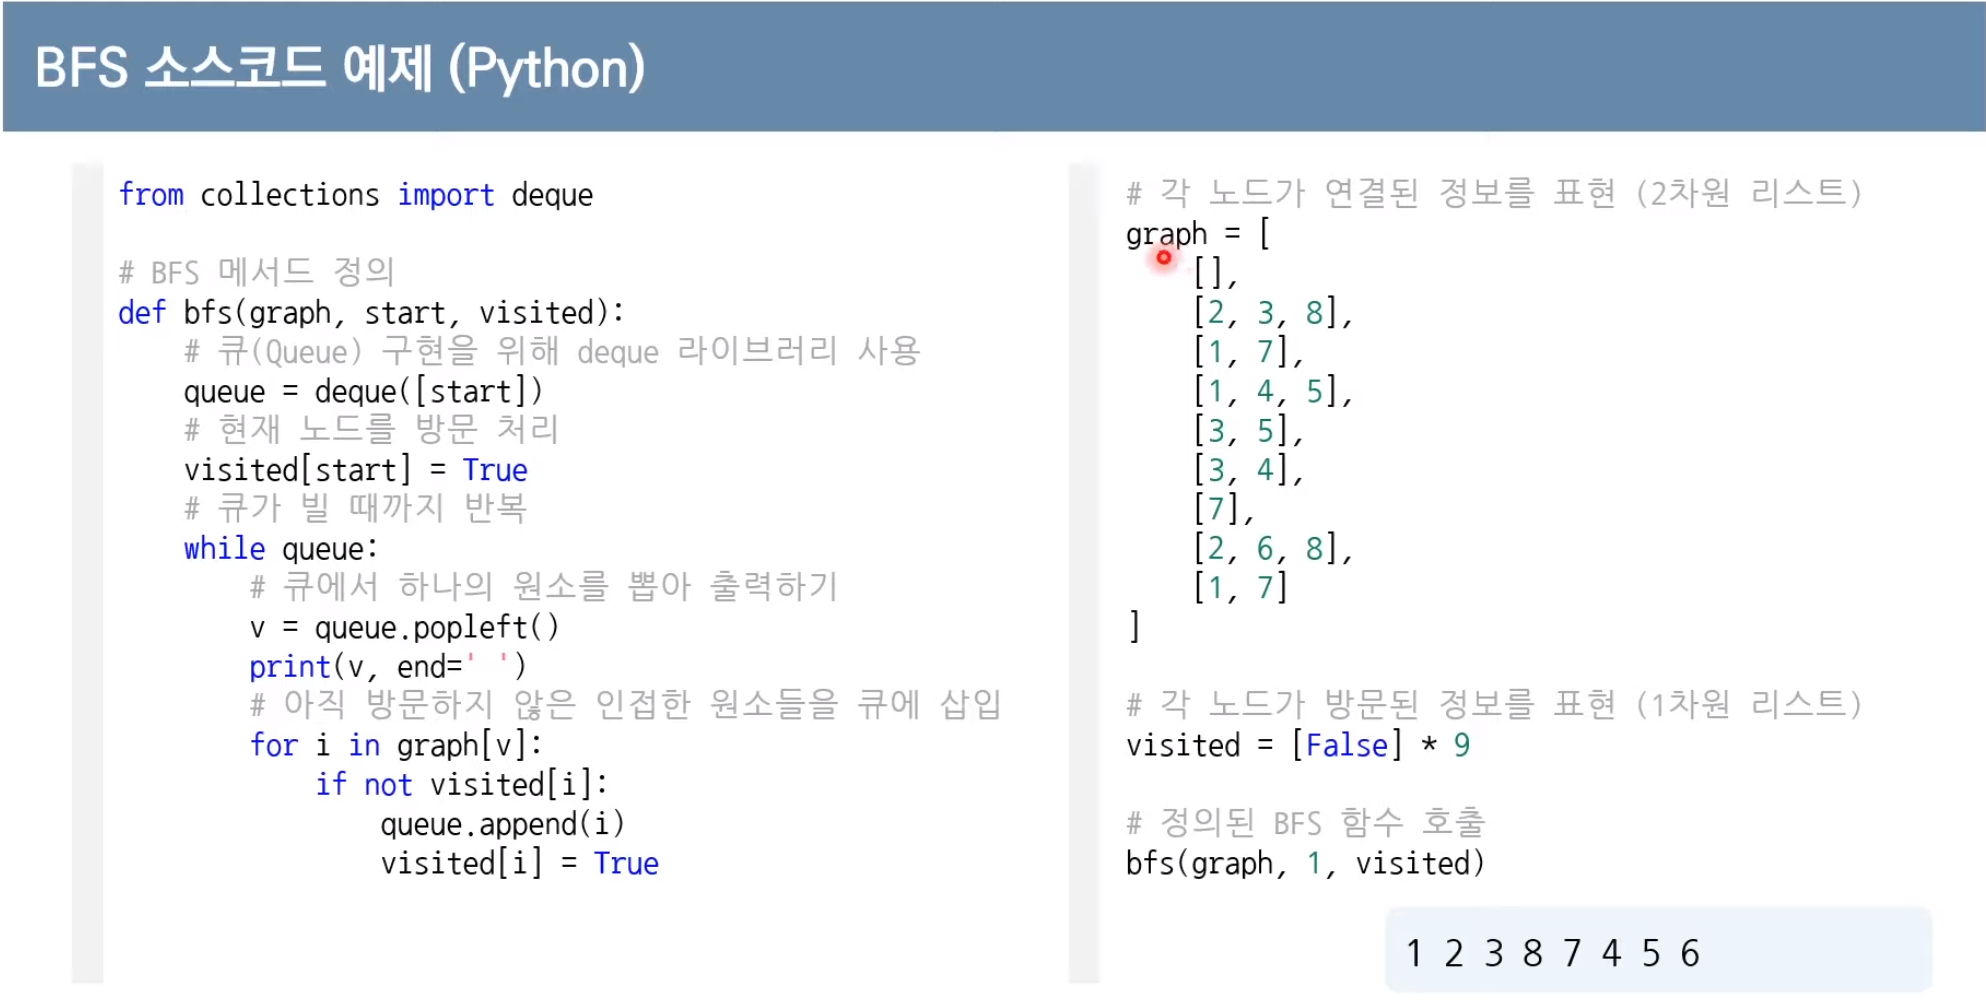 BFS 소스코드 예제 (Python)
from collections import deque
# BFS 메서드 정의
def bfs(graph, start, visited):
    # 큐(Queue) 구현을 위해 deque 라이브러리 사용
    queue = deque([start])
    # 현재 노드를 방문 처리
    visited[start] = True
    # 큐가 빌 때까지 반복
    while queue:
        # 큐에서 하나의 원소를 뽑아 출력하기
        v = queue.popleft()
        print(v, end=' ')
        # 아직 방문하지 않은 인접한 원소들을 큐에 삽입
        for i in graph[v]:
            if not visited[i]:
                queue.append(i)
                visited[i] = True
# 각 노드가 연결된 정보를 표현 (2차원 리스트)
graph = [
    [],
    [2, 3, 8],
    [1, 7],
    [1, 4, 5],
    [3, 5],
    [3, 4],
    [7],
    [2, 6, 8],
    [1, 7]
]
# 각 노드가 방문된 정보를 표현 (1차원 리스트)
visited = [False] * 9
# 정의된 BFS 함수 호출
bfs(graph, 1, visited)
1 2 3 8 7 4 5 6